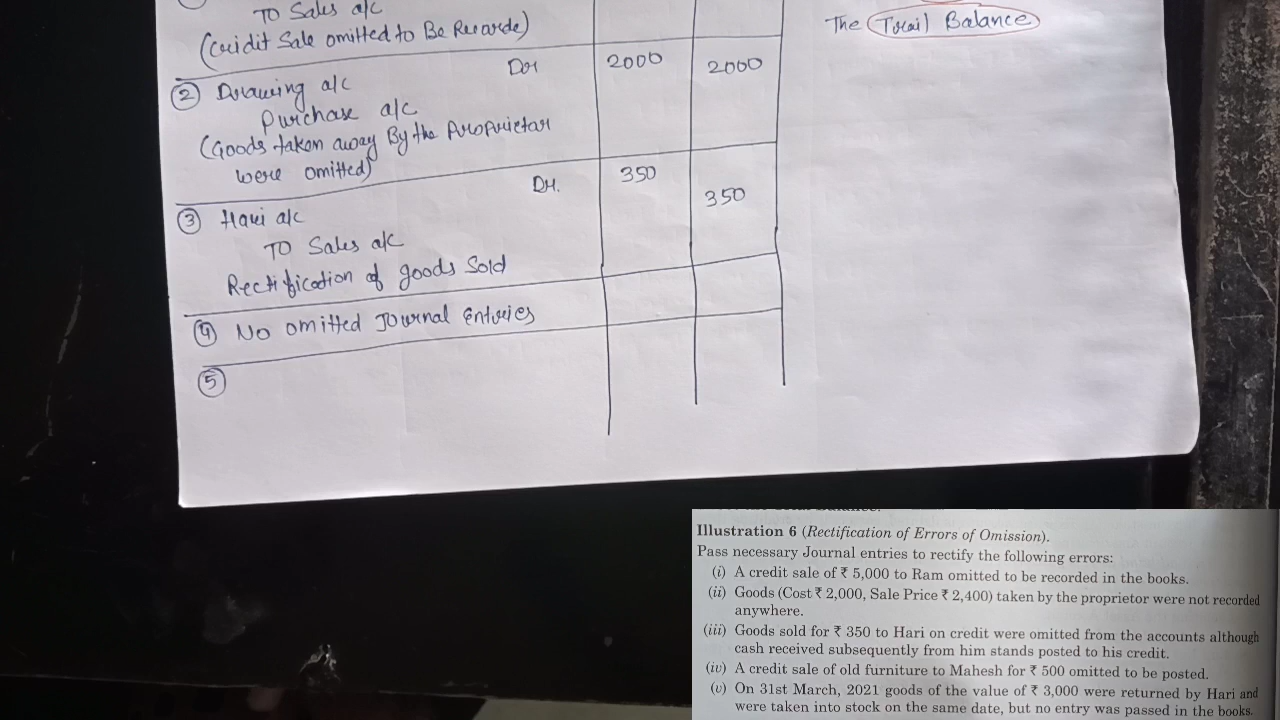 TO Sales a/c
(Cridit Sale omitted to Be Recorde)
The Trail Balance
② Drawing a/c Dr 2000 2000
Purchase a/c
(Goods taken away By the Proprietar
were omitted)
③ Hari a/c Dr. 350 350
TO Sales a/c
Rectification of goods Sold
④ No omitted Journal Entries
⑤
Illustration 6 (Rectification of Errors of Omission).
Pass necessary Journal entries to rectify the following errors:
(i) A credit sale of ₹ 5,000 to Ram omitted to be recorded in the books.
(ii) Goods (Cost ₹ 2,000, Sale Price ₹ 2,400) taken by the proprietor were not recorded
anywhere.
(iii) Goods sold for ₹ 350 to Hari on credit were omitted from the accounts although
cash received subsequently from him stands posted to his credit.
(iv) A credit sale of old furniture to Mahesh for ₹ 500 omitted to be posted.
(v) On 31st March, 2021 goods of the value of ₹ 3,000 were returned by Hari and
were taken into stock on the same date, but no entry was passed in the books.